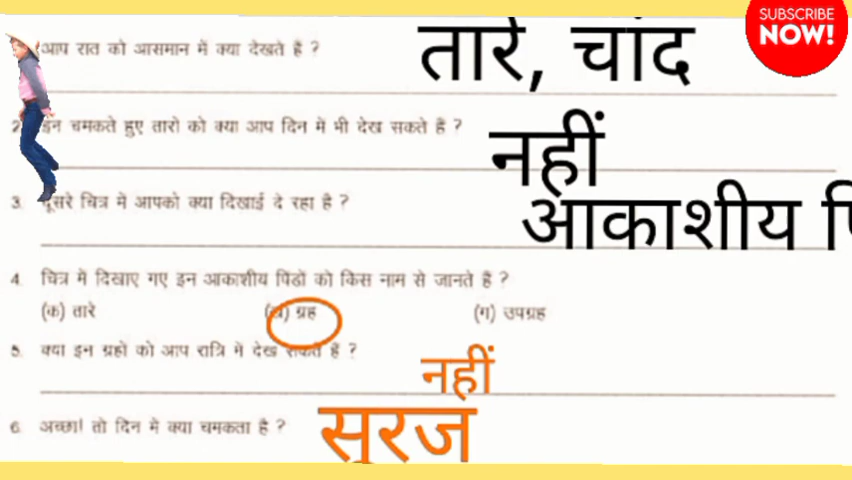 SUBSCRIBE
NOW!
आप रात को आसमान में क्या देखते हैं ?
तारे, चांद
2. इन चमकते हुए तारों को क्या आप दिन में भी देख सकते हैं ?
नहीं
3. दूसरे चित्र में आपको क्या दिखाई दे रहा है ?
आकाशीय
4. चित्र में दिखाए गए इन आकाशीय पिंडों को किस नाम से जानते हैं ?
(क) तारे (ख) ग्रह (ग) उपग्रह
5. क्या इन ग्रहों को आप रात्रि में देख सकते हैं ?
नहीं
6. अच्छा! तो दिन में क्या चमकता है ?
सूरज